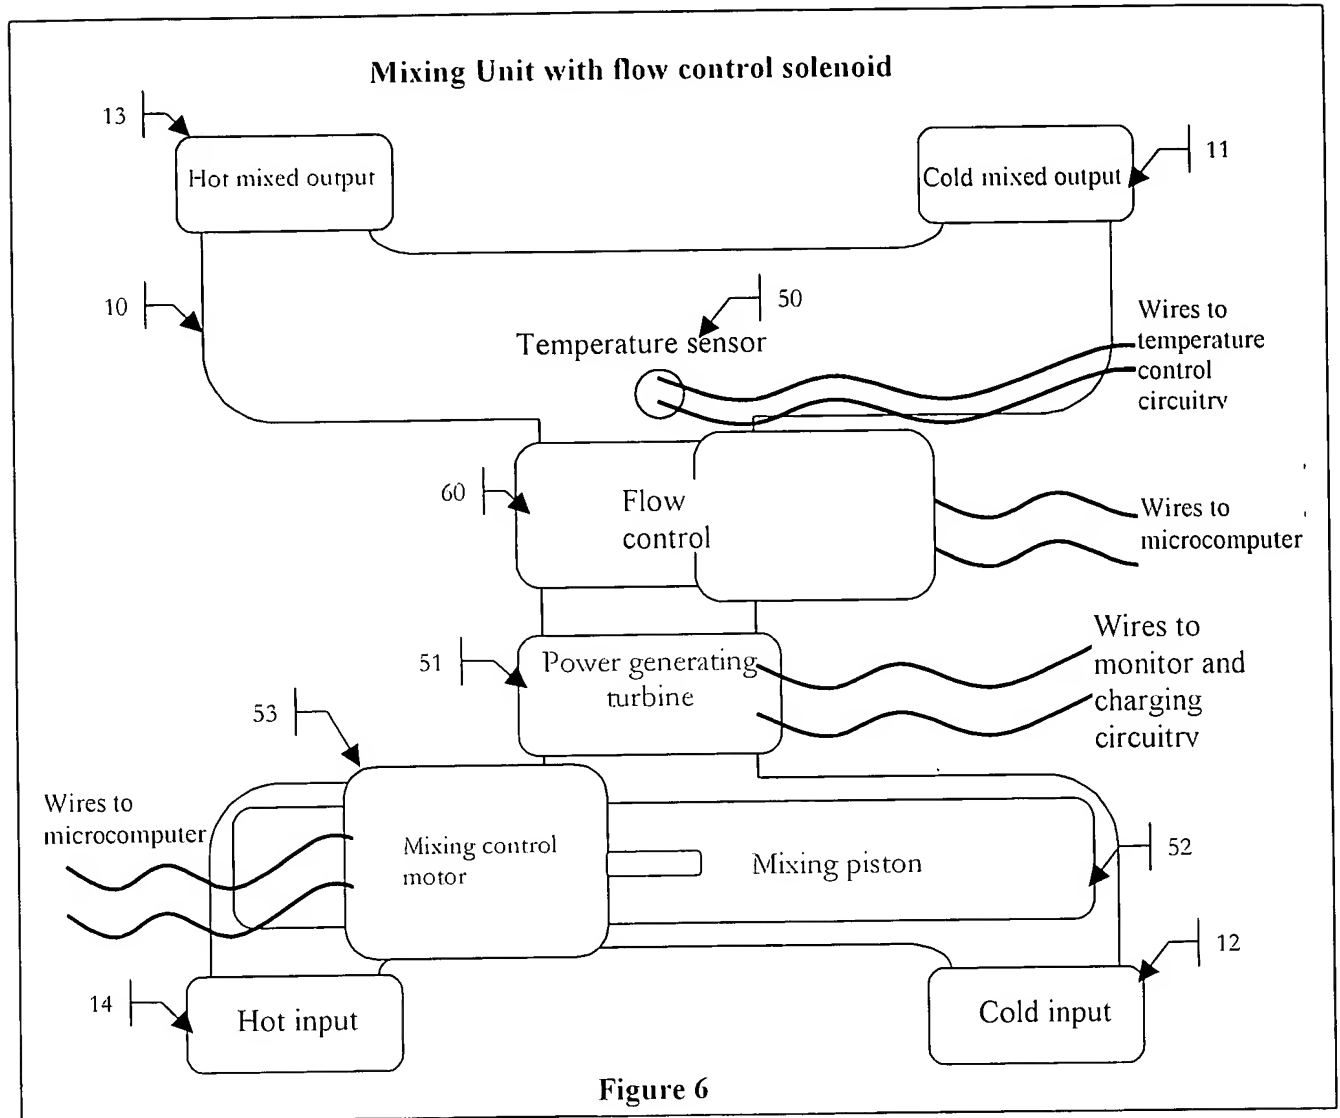 Mixing Unit with flow control solenoid
13
Hot mixed output
Cold mixed output
11
10
50
Temperature sensor
Wires to
temperature
control
circuitry
60
Flow
control
Wires to
microcomputer
51
Power generating
turbine
Wires to
monitor and
charging
circuitry
53
Wires to
microcomputer
Mixing control
motor
Mixing piston
52
12
14
Hot input
Cold input
Figure 6